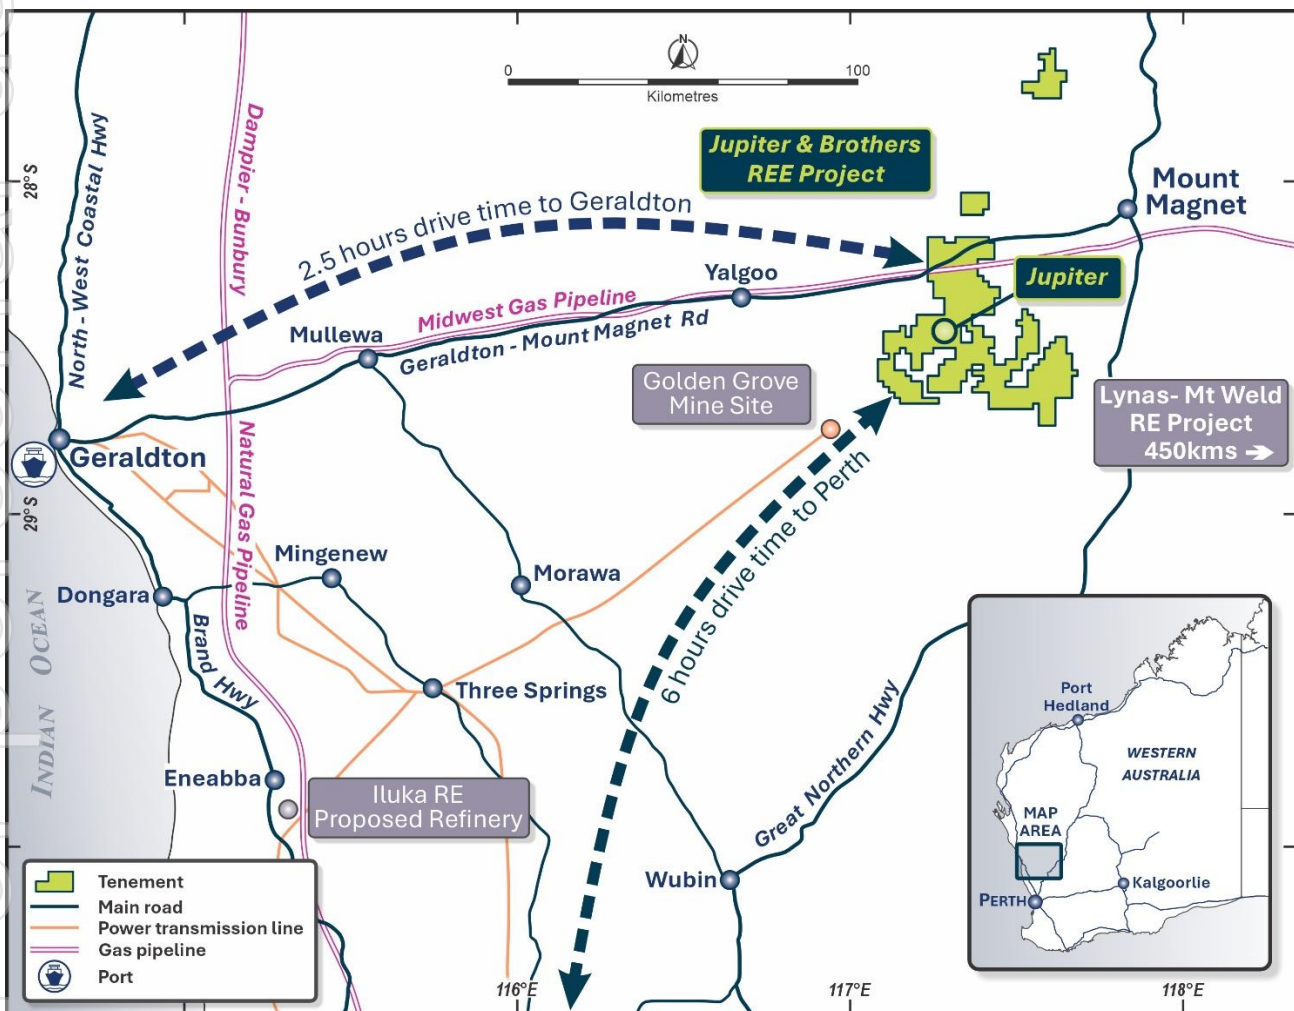 N
0 100
Kilometres
Jupiter & Brothers
REE Project
Mount
Magnet
28°S
North - West Coastal Hwy
Dampier - Bunbury
2.5 hours drive time to Geraldton
Yalgoo
Jupiter
Midwest Gas Pipeline
Mullewa
Geraldton - Mount Magnet Rd
Golden Grove
Mine Site
Lynas- Mt Weld
RE Project
450kms
Geraldton
Natural Gas Pipeline
29°S
6 hours drive time to Perth
Mingenew
Morawa
Dongara
INDIAN OCEAN
Brand Hwy
Three Springs
Great Northern Hwy
Eneabba
Iluka RE
Proposed Refinery
Wubin
Port
Hedland
WESTERN
AUSTRALIA
MAP
AREA
Kalgoorlie
PERTH
Tenement
Main road
Power transmission line
Gas pipeline
Port
116°E
117°E
118°E